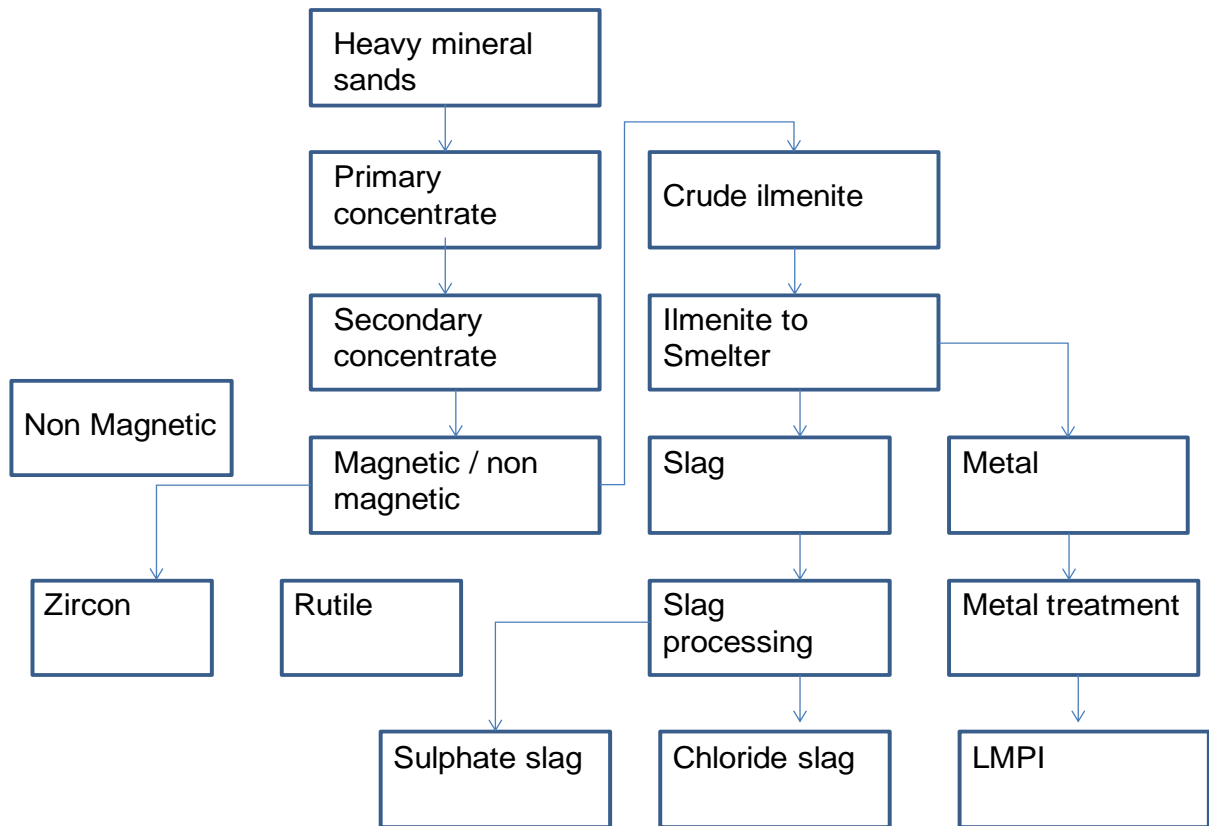 Heavy mineral
sands
Primary
concentrate
Crude ilmenite
Secondary
concentrate
Ilmenite to
Smelter
Non Magnetic
Magnetic / non
magnetic
Slag
Metal
Zircon
Rutile
Slag
processing
Metal treatment
Sulphate slag
Chloride slag
LMPI